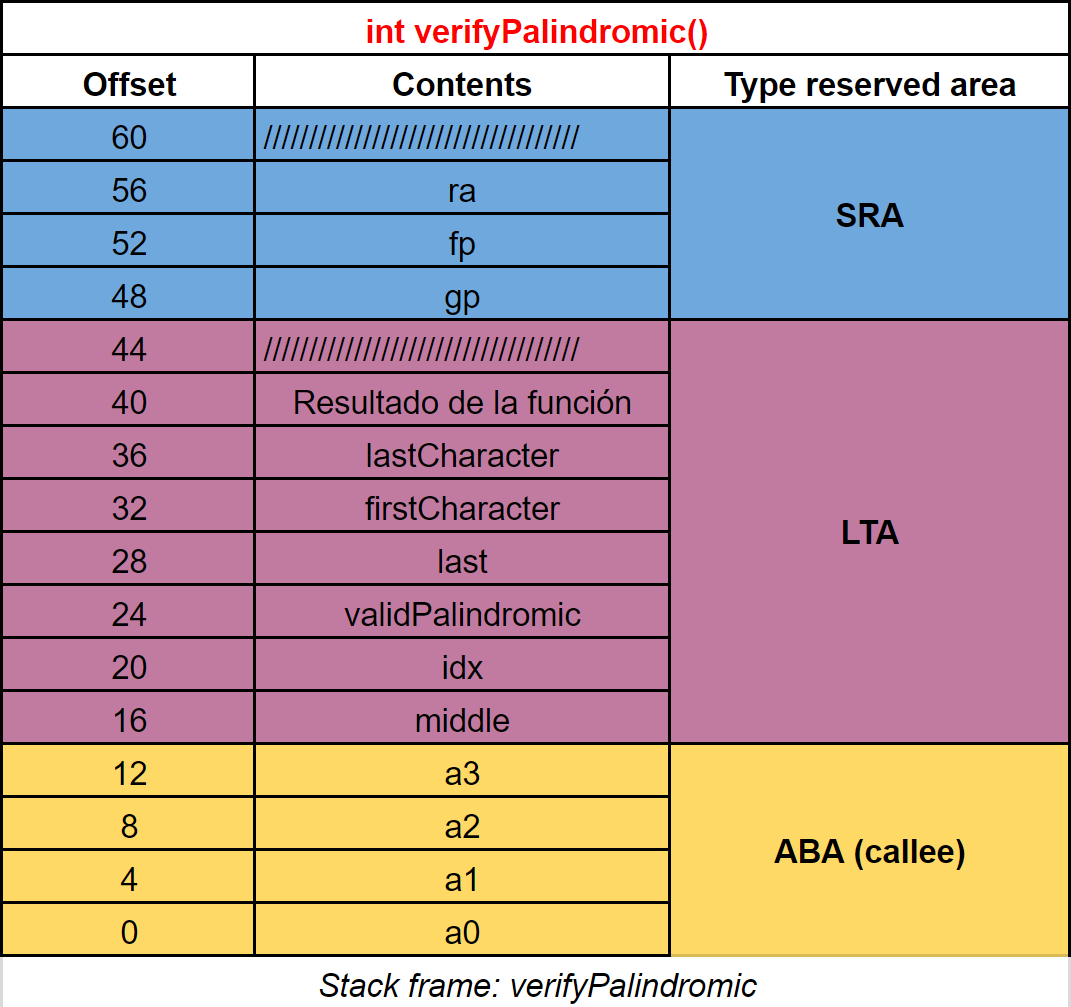 int verifyPalindromic()
Offset Contents Type reserved area
60 ///////////////////////////////////
56 ra
SRA
52 fp
48 gp
44 ///////////////////////////////////
40 Resultado de la función
36 lastCharacter
32 firstCharacter
LTA
28 last
24 validPalindromic
20 idx
16 middle
12 a3
8 a2
ABA (callee)
4 a1
0 a0
Stack frame: verifyPalindromic